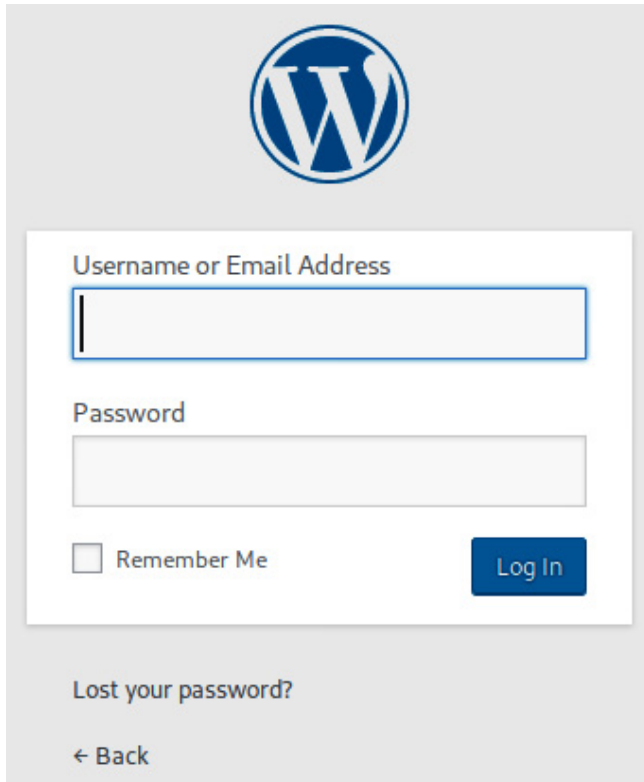 Username or Email Address
Password
Remember Me
Log In
Lost your password?
← Back